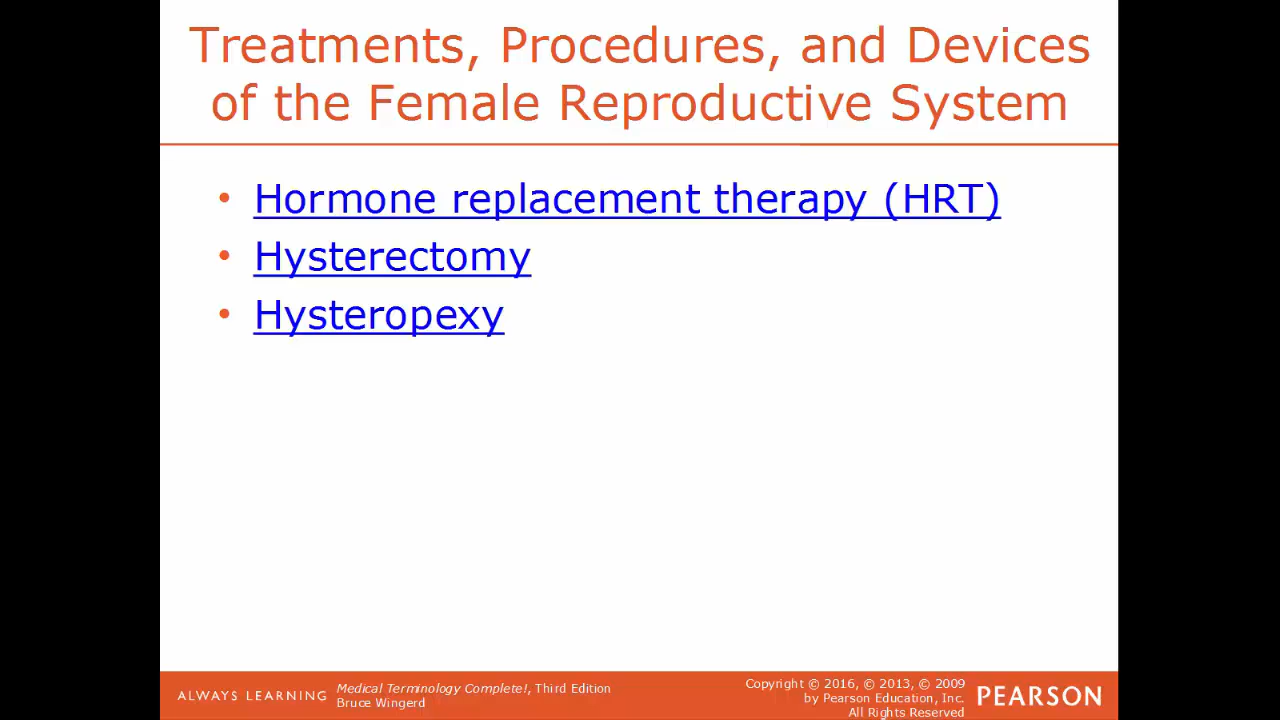 Treatments, Procedures, and Devices
of the Female Reproductive System
• Hormone replacement therapy (HRT)
• Hysterectomy
• Hysteropexy
ALWAYS LEARNING
Medical Terminology Complete!, Third Edition
Bruce Wingerd
Copyright © 2016, © 2013, © 2009
by Pearson Education, Inc.
All Rights Reserved
PEARSON